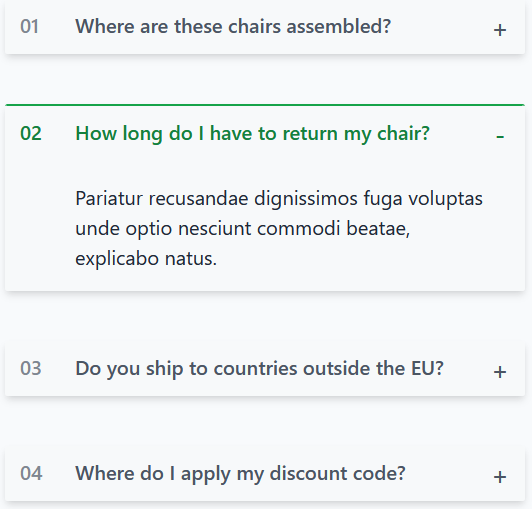 01 Where are these chairs assembled? +
02 How long do I have to return my chair? -
Pariatur recusandae dignissimos fuga voluptas
unde optio nesciunt commodi beatae,
explicabo natus.
03 Do you ship to countries outside the EU? +
04 Where do I apply my discount code? +